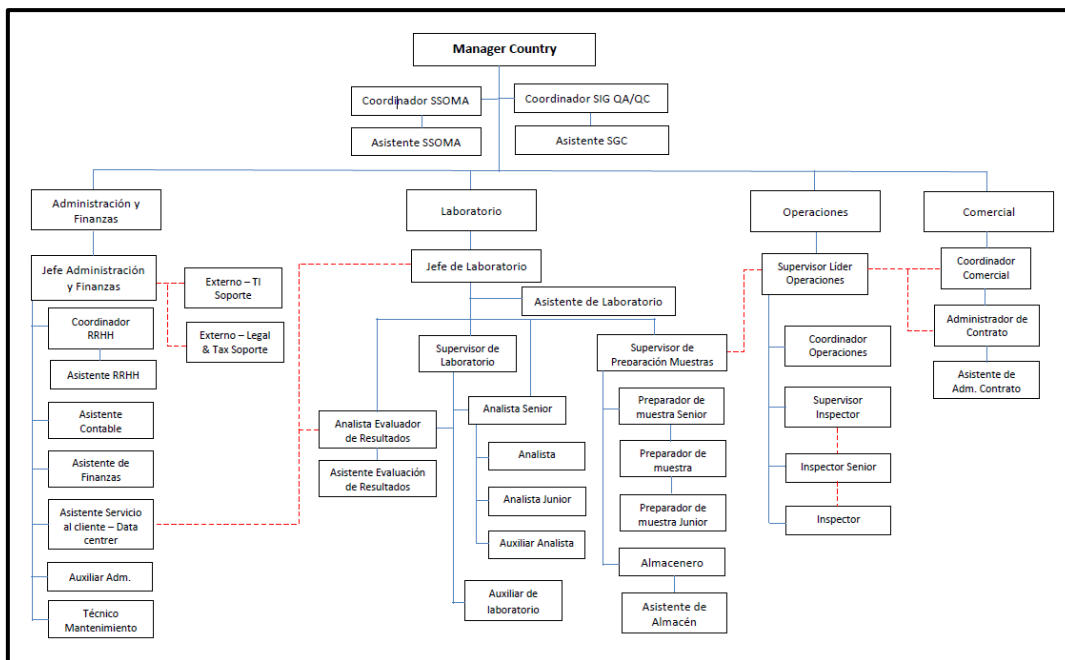 Manager Country
Coordinador SSOMA
Coordinador SIG QA/QC
Asistente SSOMA
Asistente SGC
Administración y
Finanzas
Laboratorio
Operaciones
Comercial
Jefe Administración
y Finanzas
Externo – TI
Soporte
Externo – Legal
& Tax Soporte
Coordinador
RRHH
Asistente RRHH
Asistente
Contable
Asistente de
Finanzas
Asistente Servicio
al cliente – Data
centrer
Auxiliar Adm.
Técnico
Mantenimiento
Jefe de Laboratorio
Asistente de Laboratorio
Supervisor de
Laboratorio
Supervisor de
Preparación Muestras
Analista Evaluador
de Resultados
Asistente Evaluación
de Resultados
Analista Senior
Analista
Analista Junior
Auxiliar Analista
Auxiliar de
laboratorio
Preparador de
muestra Senior
Preparador de
muestra
Preparador de
muestra Junior
Almacenero
Asistente de
Almacén
Supervisor Líder
Operaciones
Coordinador
Operaciones
Supervisor
Inspector
Inspector Senior
Inspector
Coordinador
Comercial
Administrador de
Contrato
Asistente de
Adm. Contrato